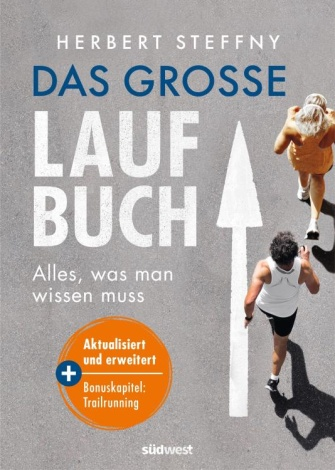 HERBERT STEFFNY
DAS GROSSE
LAUF
BUCH
Alles, was man
wissen muss
Aktualisiert
und erweitert
+
Bonuskapitel:
Trailrunning
südwest